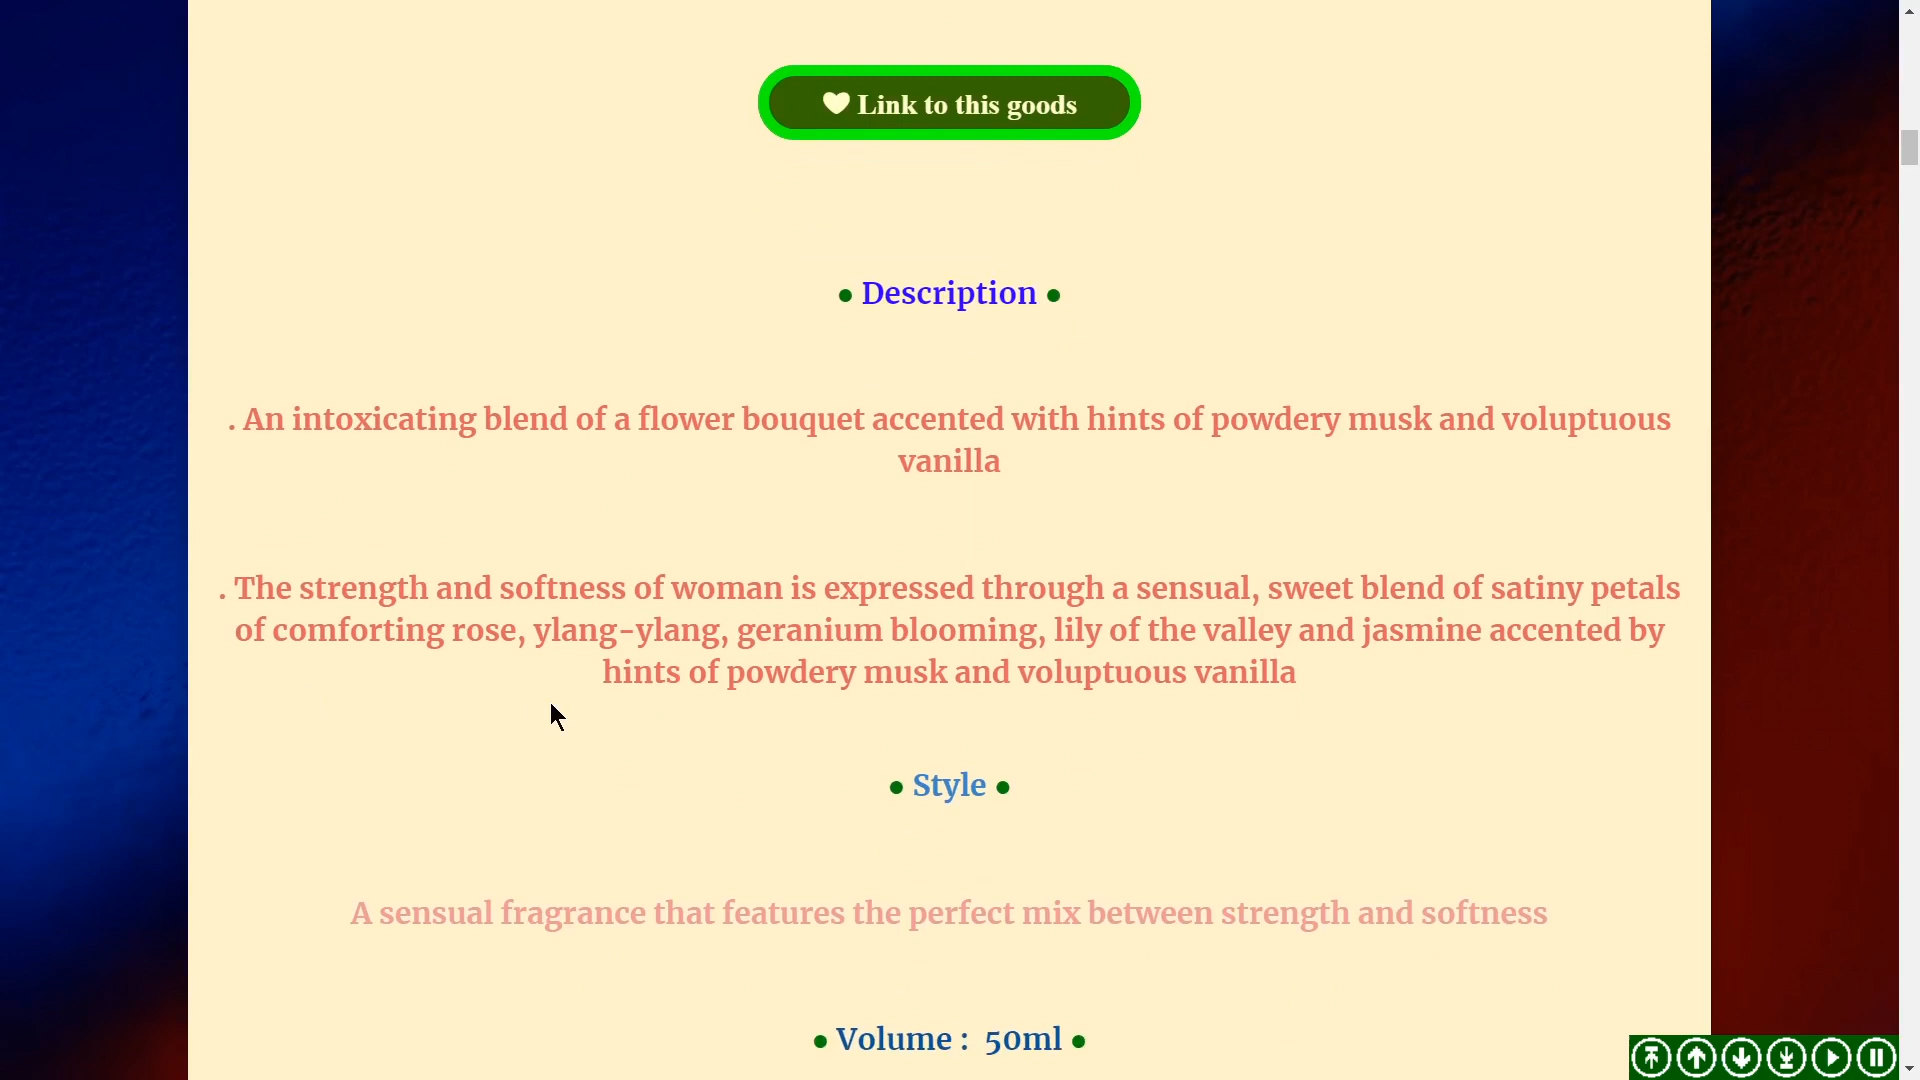 Link to this goods
• Description •
. An intoxicating blend of a flower bouquet accented with hints of powdery musk and voluptuous
vanilla
. The strength and softness of woman is expressed through a sensual, sweet blend of satiny petals
of comforting rose, ylang-ylang, geranium blooming, lily of the valley and jasmine accented by
hints of powdery musk and voluptuous vanilla
• Style •
A sensual fragrance that features the perfect mix between strength and softness
• Volume : 50ml •